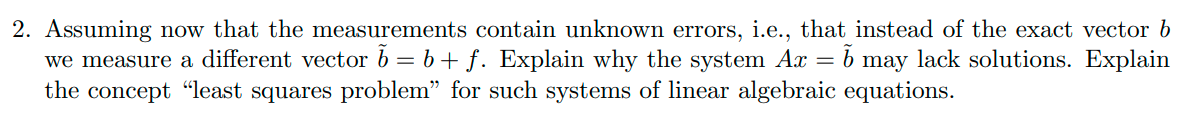 2. Assuming now that the measurements contain unknown errors, i.e., that instead of the exact vector b
we measure a different vector b̃ = b + f. Explain why the system Ax = b̃ may lack solutions. Explain
the concept “least squares problem” for such systems of linear algebraic equations.